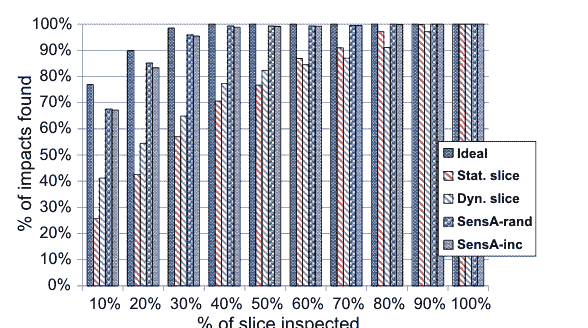 % of impacts found
100%
90%
80%
70%
60%
50%
40%
30%
20%
10%
0%
Ideal
Stat. slice
Dyn. slice
SensA-rand
SensA-inc
10% 20% 30% 40% 50% 60% 70% 80% 90% 100%
% of slice inspected